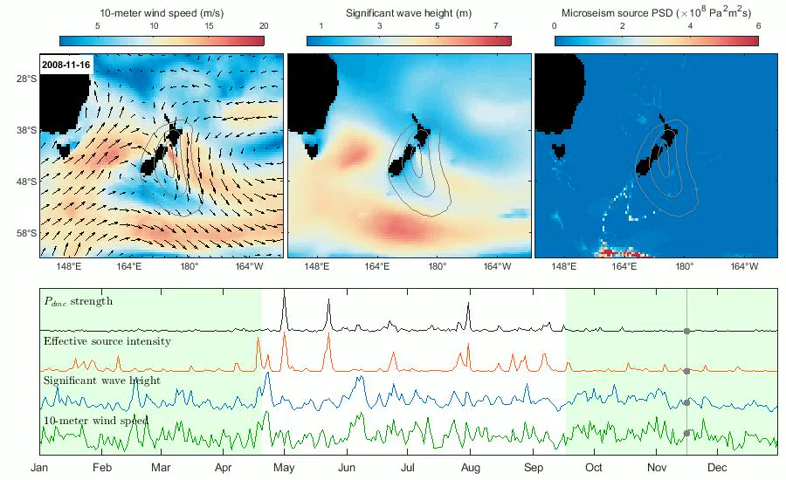 10-meter wind speed (m/s)
5 10 15 20
Significant wave height (m)
1 3 5 7
Microseism source PSD (×10⁸ Pa²m²s)
0 2 4 6
2008-11-16
28°S
38°S
48°S
58°S
148°E 164°E 180° 164°W
148°E 164°E 180° 164°W
148°E 164°E 180° 164°W
P_dmc strength
Effective source intensity
Significant wave height
10-meter wind speed
Jan Feb Mar Apr May Jun Jul Aug Sep Oct Nov Dec